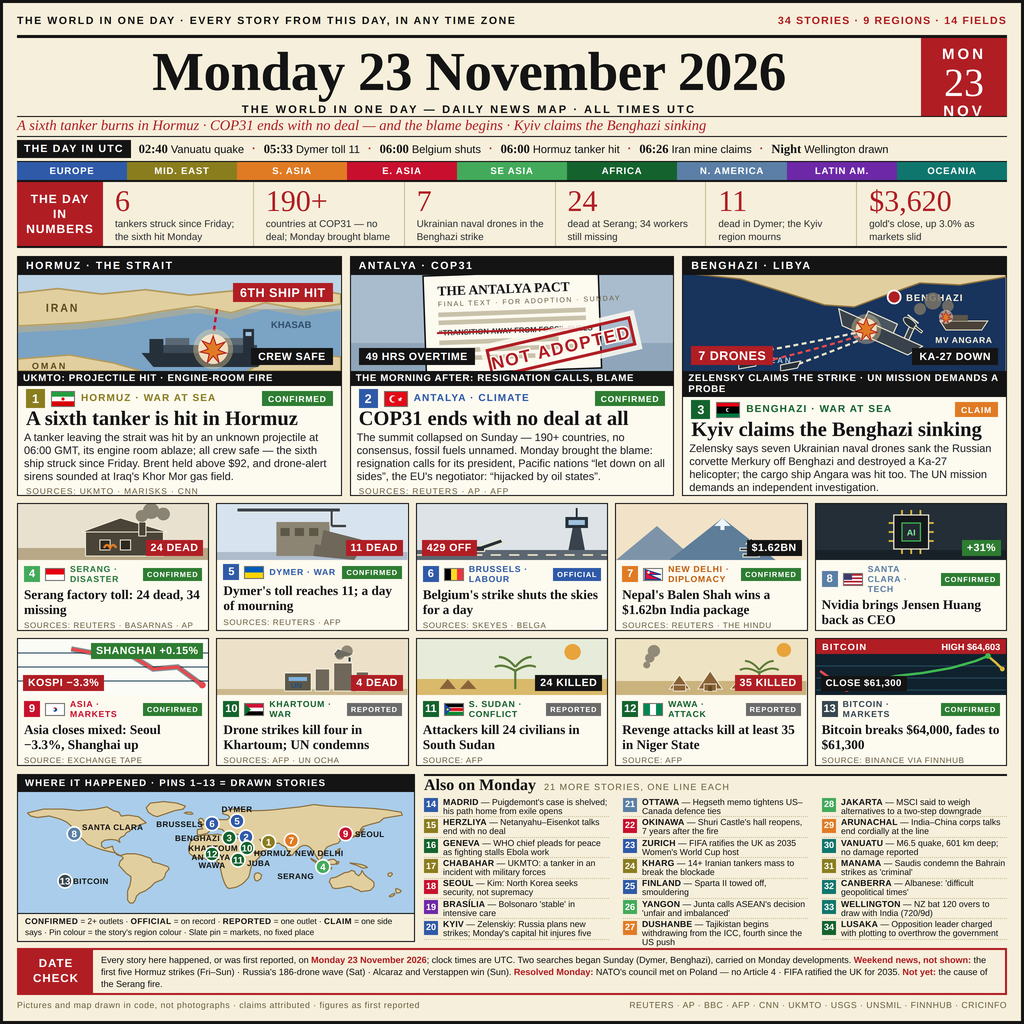 THE WORLD IN ONE DAY · EVERY STORY FROM THIS DAY, IN ANY TIME ZONE
34 STORIES · 9 REGIONS · 14 FIELDS
Monday 23 November 2026
THE WORLD IN ONE DAY — DAILY NEWS MAP · ALL TIMES UTC
MON
23
NOV
A sixth tanker burns in Hormuz · COP31 ends with no deal — and the blame begins · Kyiv claims the Benghazi sinking
THE DAY IN UTC
02:40 Vanuatu quake · 05:33 Dymer toll 11 · 06:00 Belgium shuts · 06:00 Hormuz tanker hit · 06:26 Iran mine claims · Night Wellington drawn
EUROPE
MID. EAST
S. ASIA
E. ASIA
SE ASIA
AFRICA
N. AMERICA
LATIN AM.
OCEANIA
THE DAY
IN
NUMBERS
6
tankers struck since Friday;
the sixth hit Monday
190+
countries at COP31 — no
deal; Monday brought blame
7
Ukrainian naval drones in the
Benghazi strike
24
dead at Serang; 34 workers
still missing
11
dead in Dymer; the Kyiv
region mourns
$3,620
gold's close, up 3.0% as
markets slid
HORMUZ · THE STRAIT
IRAN
6TH SHIP HIT
KHASAB
OMAN
CREW SAFE
UKMTO: PROJECTILE HIT · ENGINE-ROOM FIRE
1
HORMUZ · WAR AT SEA
CONFIRMED
A sixth tanker is hit in Hormuz
A tanker leaving the strait was hit by an unknown projectile at
06:00 GMT, its engine room ablaze; all crew safe — the sixth
ship struck since Friday. Brent held above $92, and drone-alert
sirens sounded at Iraq's Khor Mor gas field.
SOURCES: UKMTO · MARISKS · CNN
ANTALYA · COP31
THE ANTALYA PACT
FINAL TEXT · FOR ADOPTION · SUNDAY
"TRANSITION AWAY FROM
NOT ADOPTED
49 HRS OVERTIME
THE MORNING AFTER: RESIGNATION CALLS, BLAME
2
ANTALYA · CLIMATE
CONFIRMED
COP31 ends with no deal at all
The summit collapsed on Sunday — 190+ countries, no
consensus, fossil fuels unnamed. Monday brought the blame:
resignation calls for its president, Pacific nations “let down on all
sides”, the EU's negotiator: “hijacked by oil states”.
SOURCES: REUTERS · AP · AFP
BENGHAZI · LIBYA
BENGHAZI
MV ANGARA
7 DRONES
KA-27 DOWN
ZELENSKY CLAIMS THE STRIKE · UN MISSION DEMANDS A
PROBE
3
BENGHAZI · WAR AT SEA
CLAIM
Kyiv claims the Benghazi sinking
Zelensky says seven Ukrainian naval drones sank the Russian
corvette Merkury off Benghazi and destroyed a Ka-27
helicopter; the cargo ship Angara was hit too. The UN mission
demands an independent investigation.
24 DEAD
4
SERANG ·
DISASTER
CONFIRMED
Serang factory toll: 24 dead, 34
missing
SOURCES: REUTERS · BASARNAS · AP
11 DEAD
5
DYMER · WAR
CONFIRMED
Dymer's toll reaches 11; a day
of mourning
SOURCES: REUTERS · AFP
429 OFF
6
BRUSSELS ·
LABOUR
OFFICIAL
Belgium's strike shuts the skies
for a day
SOURCES: SKEYES · BELGA
$1.62BN
7
NEW DELHI ·
DIPLOMACY
CONFIRMED
Nepal's Balen Shah wins a
$1.62bn India package
SOURCES: REUTERS · THE HINDU
AI
+31%
8
SANTA
CLARA ·
TECH
CONFIRMED
Nvidia brings Jensen Huang
back as CEO
SHANGHAI +0.15%
KOSPI −3.3%
9
ASIA ·
MARKETS
CONFIRMED
Asia closes mixed: Seoul
−3.3%, Shanghai up
SOURCE: EXCHANGE TAPE
4 DEAD
10
KHARTOUM ·
WAR
REPORTED
Drone strikes kill four in
Khartoum; UN condemns
SOURCES: AFP · UN OCHA
24 KILLED
11
S. SUDAN ·
CONFLICT
REPORTED
Attackers kill 24 civilians in
South Sudan
SOURCE: AFP
35 KILLED
12
WAWA ·
ATTACK
REPORTED
Revenge attacks kill at least 35
in Niger State
SOURCE: AFP
BITCOIN
HIGH $64,603
CLOSE $61,300
13
BITCOIN ·
MARKETS
CONFIRMED
Bitcoin breaks $64,000, fades to
$61,300
SOURCE: BINANCE VIA FINNHUB
WHERE IT HAPPENED · PINS 1–13 = DRAWN STORIES
DYMER
8 SANTA CLARA
BRUSSELS 6 5
9 SEOUL
BENGHAZI 3 2 1 7
10
HORMUZ NEW DELHI
12
WAWA
11 JUBA
4
SERANG
13 BITCOIN
CONFIRMED = 2+ outlets · OFFICIAL = on record · REPORTED = one outlet · CLAIM = one side
says · Pin colour = the story's region colour · Slate pin = markets, no fixed place
Also on Monday
21 MORE STORIES, ONE LINE EACH
14 MADRID — Puigdemont's case is shelved;
his path home from exile opens
15 HERZLIYA — Netanyahu–Eisenkot talks
end with no deal
16 GENEVA — WHO chief pleads for peace
as fighting stalls Ebola work
17 CHABAHAR — UKMTO: a tanker in an
incident with military forces
18 SEOUL — Kim: North Korea seeks
security, not supremacy
19 BRASÍLIA — Bolsonaro 'stable' in
intensive care
20 KYIV — Zelenskiy: Russia plans new
strikes; Monday's capital hit injures five
21 OTTAWA — Hegseth memo tightens US–
Canada defence ties
22 OKINAWA — Shuri Castle's hall reopens,
7 years after the fire
23 ZURICH — FIFA ratifies the UK as 2035
Women's World Cup host
24 KHARG — 14+ Iranian tankers mass to
break the blockade
25 FINLAND — Sparta II towed off,
smouldering
26 YANGON — Junta calls ASEAN's decision
'unfair and imbalanced'
27 DUSHANBE — Tajikistan begins
withdrawing from the ICC, fourth since the
US push
28 JAKARTA — MSCI said to weigh
alternatives to a two-step downgrade
29 ARUNACHAL — India–China corps talks
end cordially at the line
30 VANUATU — M6.5 quake, 601 km deep;
no damage reported
31 MANAMA — Saudis condemn the Bahrain
strikes as 'criminal'
32 CANBERRA — Albanese: 'difficult
geopolitical times'
33 WELLINGTON — NZ bat 120 overs to
draw with India (720/9d)
34 LUSAKA — Opposition leader charged
with plotting to overthrow the government
DATE
CHECK
Every story here happened, or was first reported, on Monday 23 November 2026; clock times are UTC. Two searches began Sunday (Dymer, Benghazi), carried on Monday developments. Weekend news, not shown: the
first five Hormuz strikes (Fri–Sun) · Russia's 186-drone wave (Sat) · Alcaraz and Verstappen win (Sun). Resolved Monday: NATO's council met on Poland — no Article 4 · FIFA ratified the UK for 2035. Not yet: the cause of
the Serang fire.
Pictures and map drawn in code, not photographs · claims attributed · figures as first reported
REUTERS · AP · BBC · AFP · CNN · UKMTO · USGS · UNSMIL · FINNHUB · CRICINFO